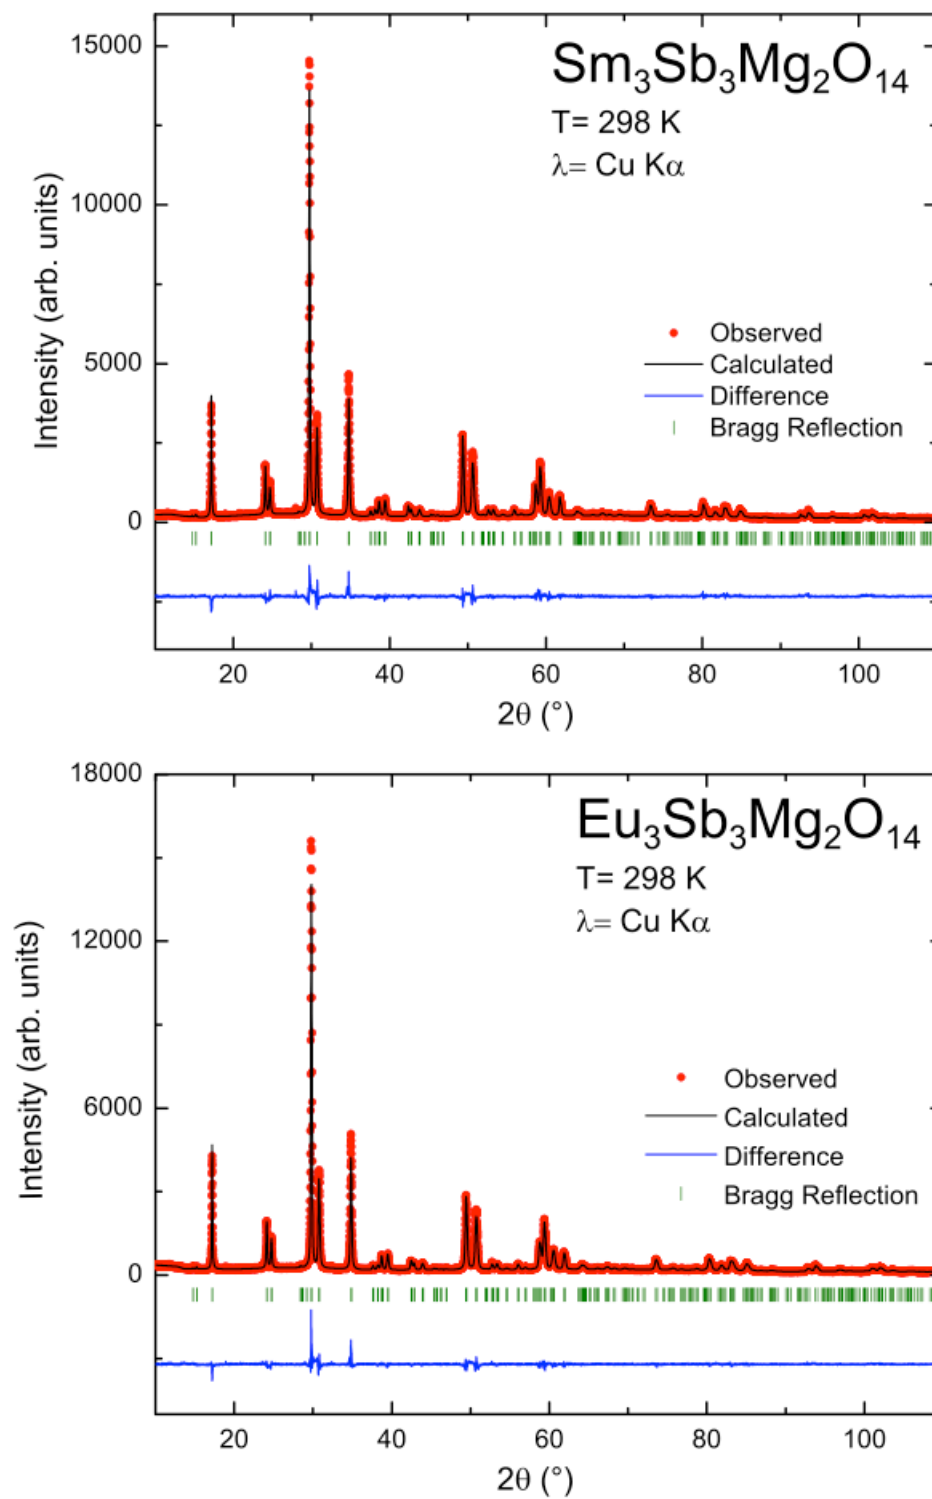 Sm₃Sb₃Mg₂O₁₄
T= 298 K
λ= Cu Kα
Intensity (arb. units)
15000
10000
5000
0
Observed
Calculated
Difference
Bragg Reflection
20 40 60 80 100
2θ (°)
Eu₃Sb₃Mg₂O₁₄
T= 298 K
λ= Cu Kα
Intensity (arb. units)
18000
12000
6000
0
Observed
Calculated
Difference
Bragg Reflection
20 40 60 80 100
2θ (°)